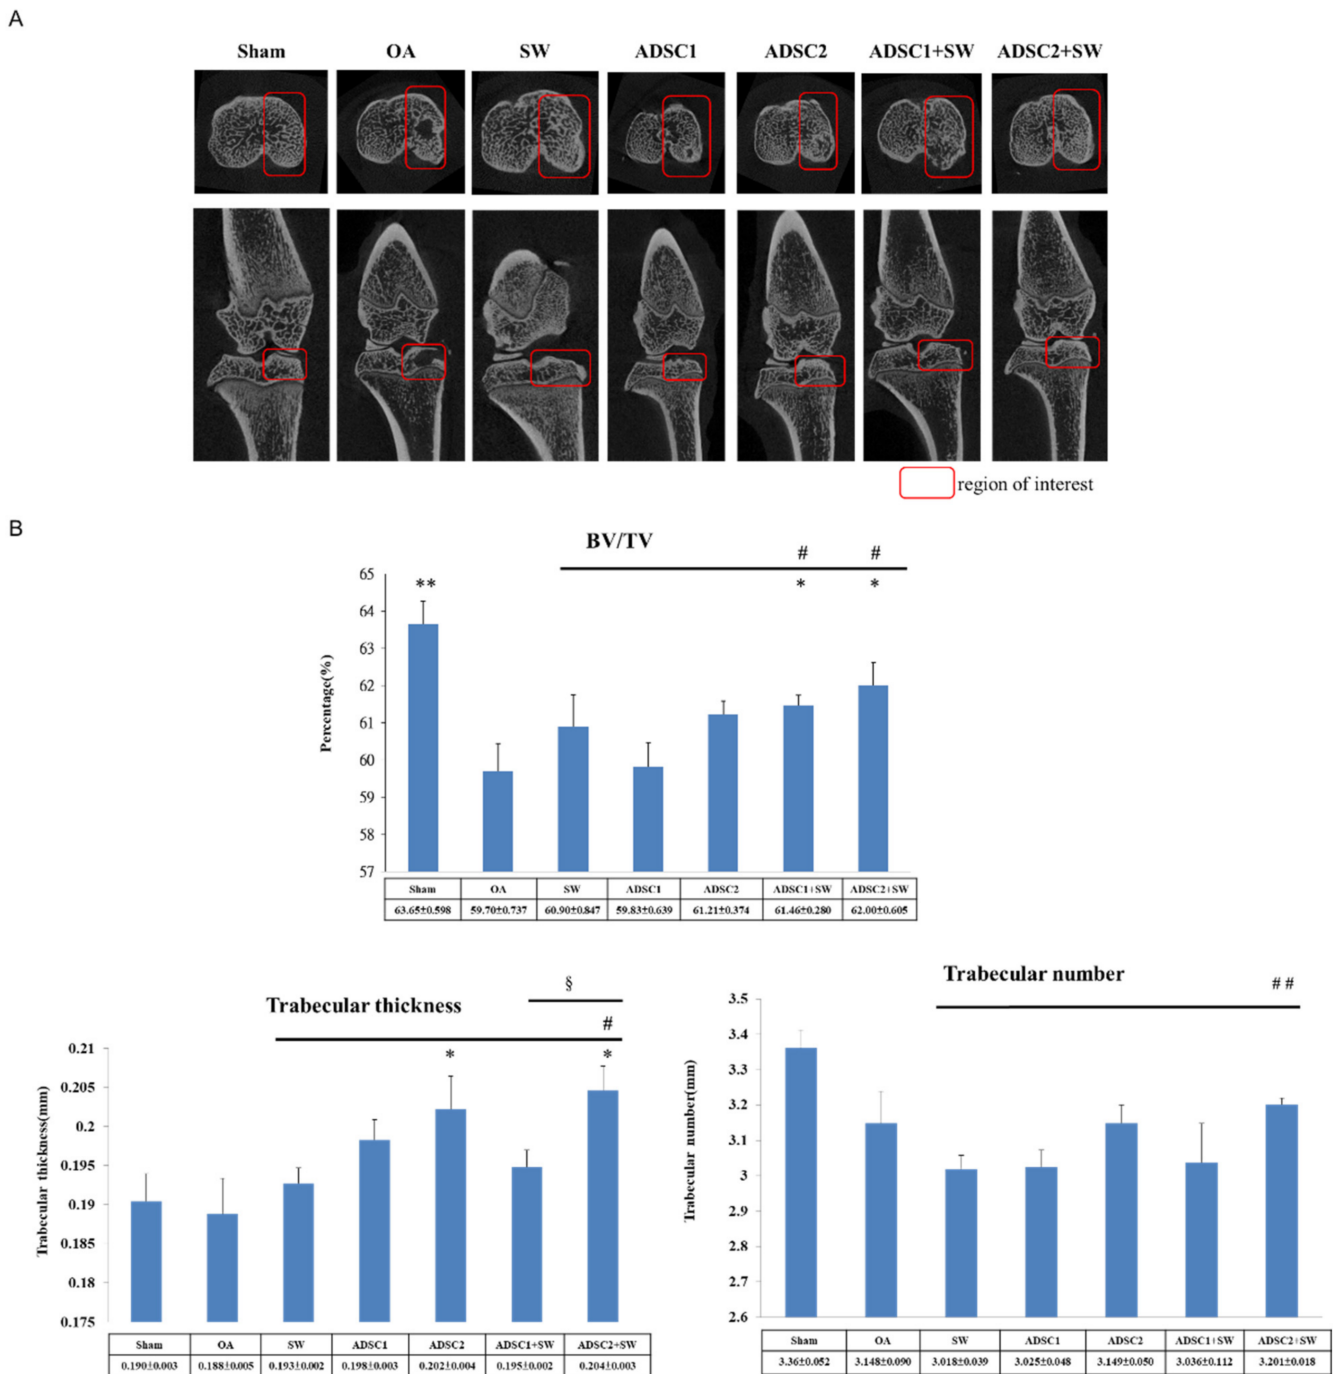 A
Sham OA SW ADSC1 ADSC2 ADSC1+SW ADSC2+SW
region of interest
B
BV/TV
# #
** * *
65
64
63
62
61
60
59
58
57
Percentage(%)
Sham OA SW ADSC1 ADSC2 ADSC1+SW ADSC2+SW
63.65±0.598 59.70±0.737 60.90±0.847 59.83±0.639 61.21±0.374 61.46±0.280 62.00±0.605
Trabecular thickness
§
#
* *
0.21
0.205
0.2
0.195
0.19
0.185
0.18
0.175
Trabecular thickness(mm)
Sham OA SW ADSC1 ADSC2 ADSC1+SW ADSC2+SW
0.190±0.003 0.188±0.005 0.193±0.002 0.198±0.003 0.202±0.004 0.195±0.002 0.204±0.003
Trabecular number
# #
3.5
3.4
3.3
3.2
3.1
3
2.9
2.8
2.7
2.6
Trabecular number(mm)
Sham OA SW ADSC1 ADSC2 ADSC1+SW ADSC2+SW
3.36±0.052 3.148±0.090 3.018±0.039 3.025±0.048 3.149±0.050 3.036±0.112 3.201±0.018